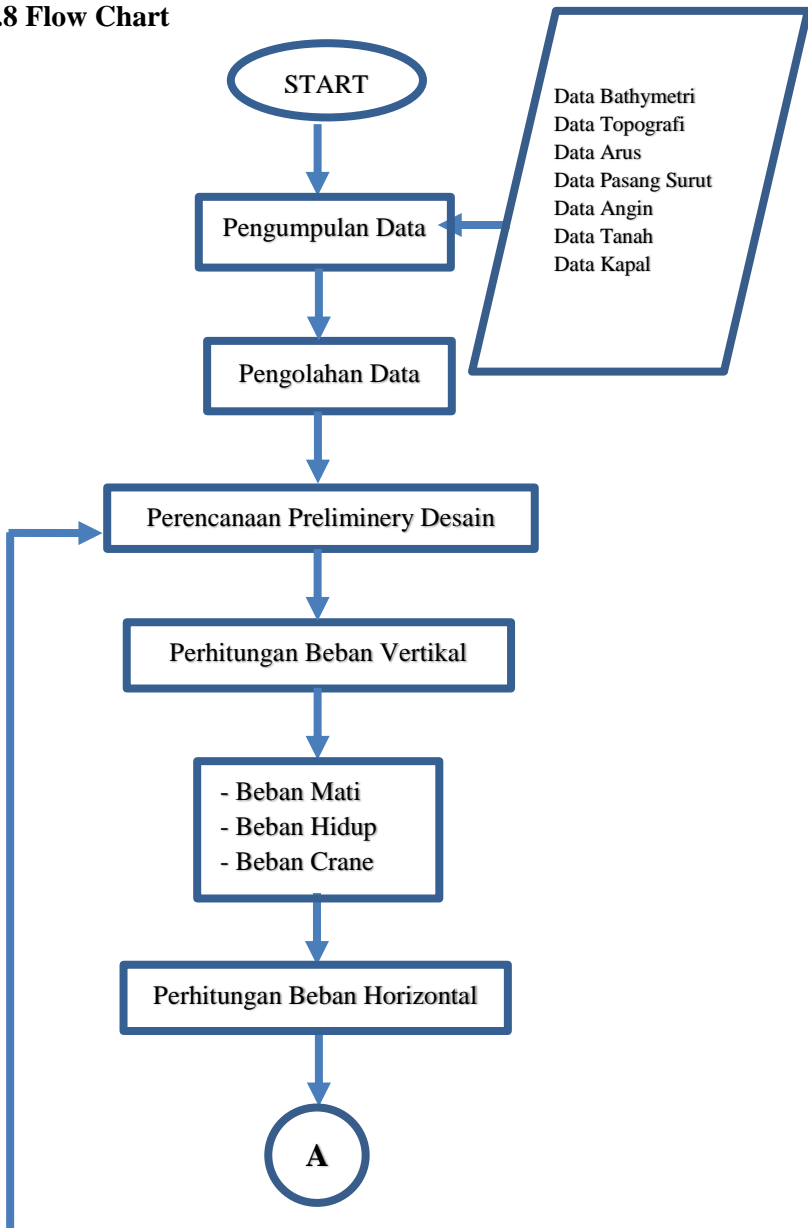 .8 Flow Chart
START
Data Bathymetri
Data Topografi
Data Arus
Data Pasang Surut
Data Angin
Data Tanah
Data Kapal
Pengumpulan Data
Pengolahan Data
Perencanaan Preliminery Desain
Perhitungan Beban Vertikal
- Beban Mati
- Beban Hidup
- Beban Crane
Perhitungan Beban Horizontal
A